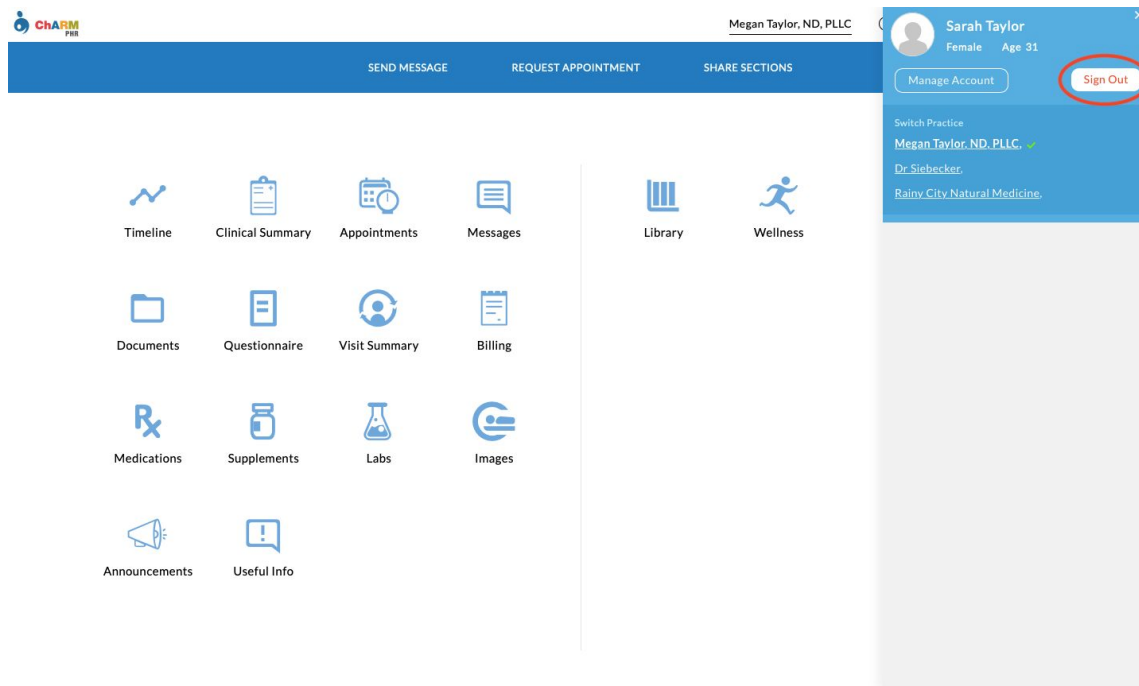 ChARM
PHR
Megan Taylor, ND, PLLC
SEND MESSAGE REQUEST APPOINTMENT SHARE SECTIONS
Sarah Taylor
Female Age 31
Manage Account Sign Out
Switch Practice
Megan Taylor, ND, PLLC,
Dr Siebecker,
Rainy City Natural Medicine,
Timeline Clinical Summary Appointments Messages Library Wellness
Documents Questionnaire Visit Summary Billing
Rx
Medications Supplements Labs Images
Announcements Useful Info